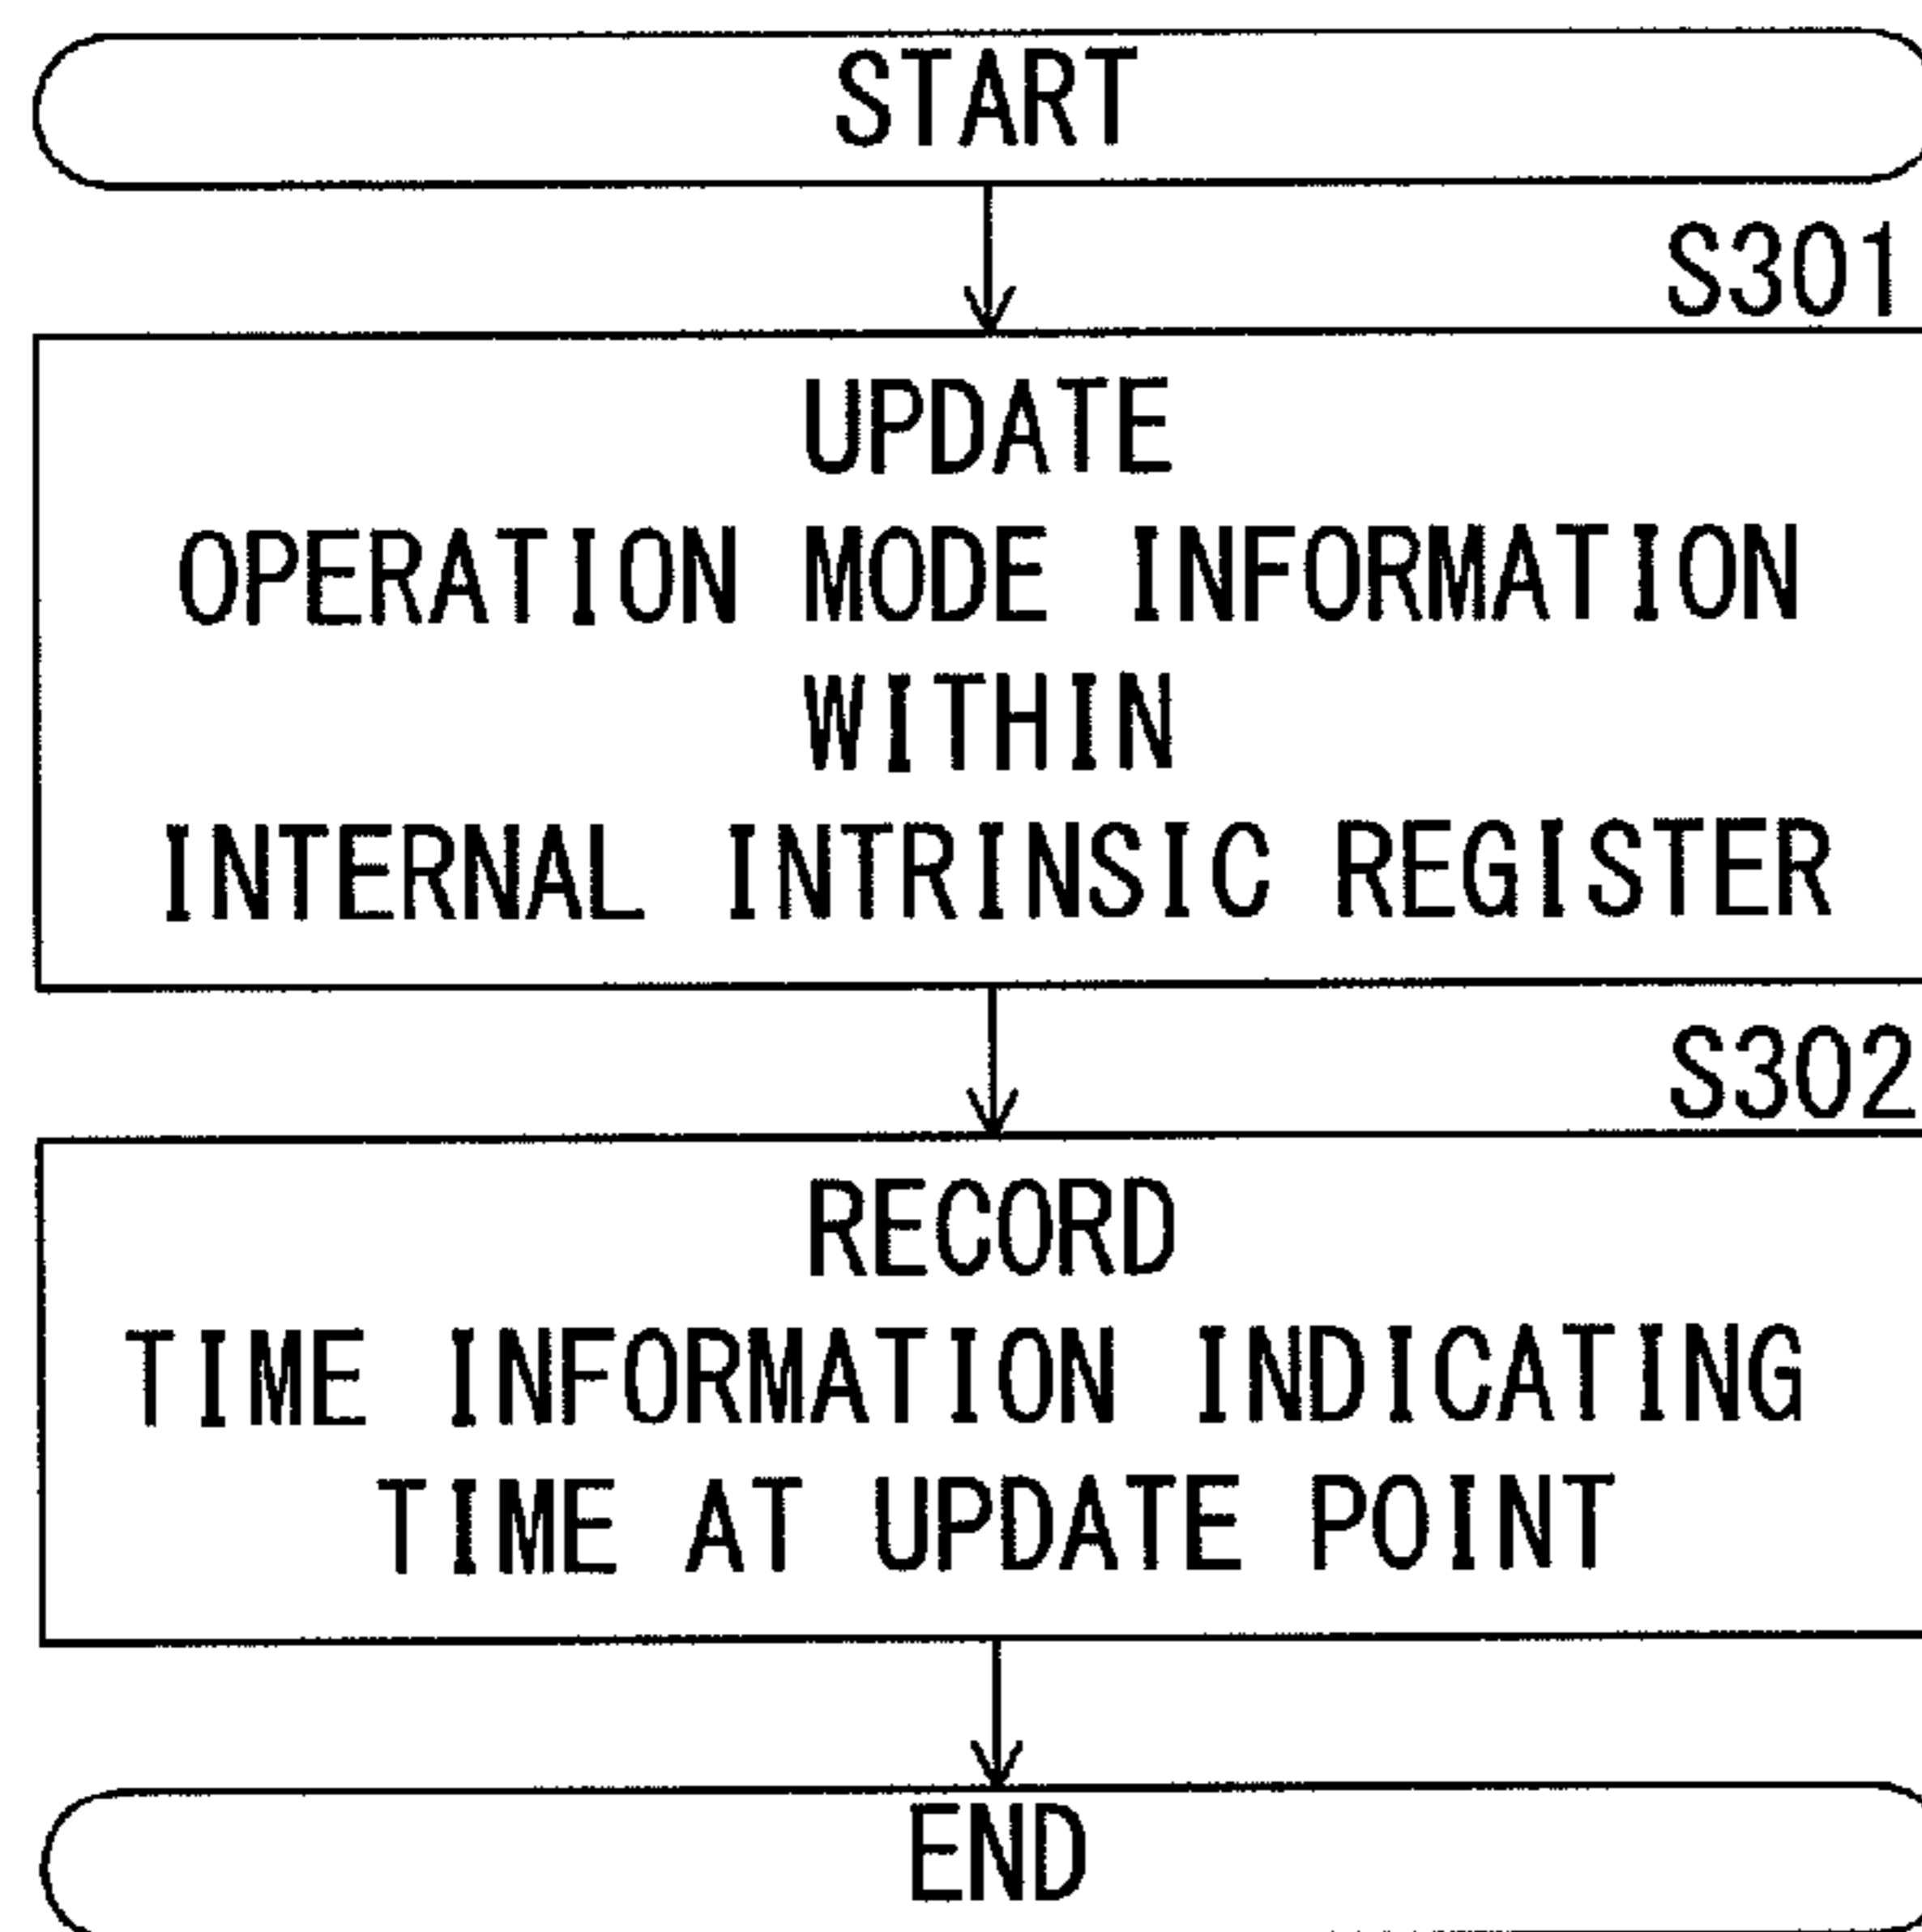 START
S301
UPDATE
OPERATION MODE INFORMATION
WITHIN
INTERNAL INTRINSIC REGISTER
S302
RECORD
TIME INFORMATION INDICATING
TIME AT UPDATE POINT
END